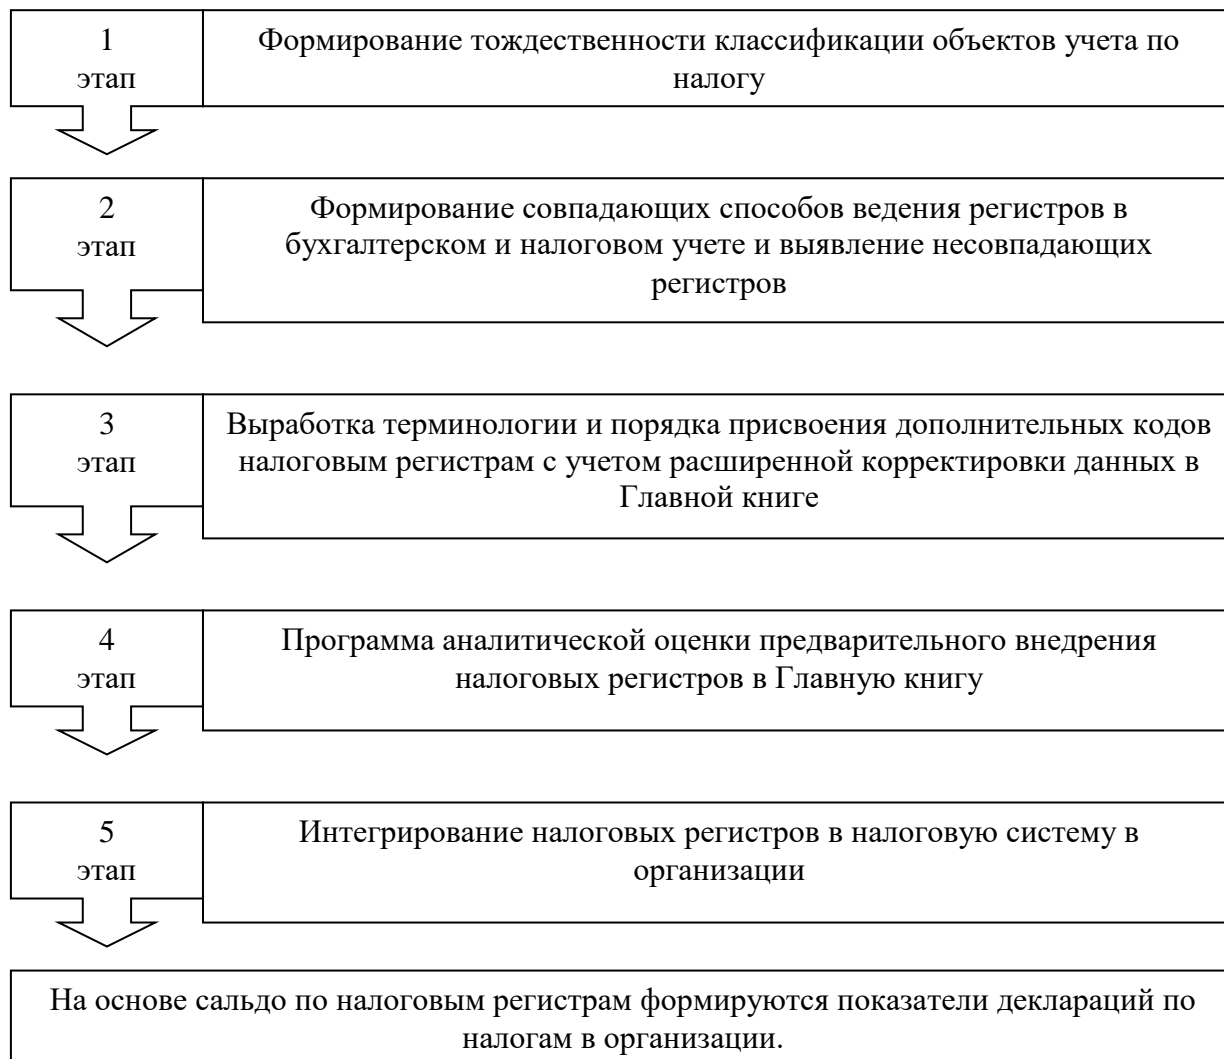 1
этап
Формирование тождественности классификации объектов учета по
налогу
2
этап
Формирование совпадающих способов ведения регистров в
бухгалтерском и налоговом учете и выявление несовпадающих
регистров
3
этап
Выработка терминологии и порядка присвоения дополнительных кодов
налоговым регистрам с учетом расширенной корректировки данных в
Главной книге
4
этап
Программа аналитической оценки предварительного внедрения
налоговых регистров в Главную книгу
5
этап
Интегрирование налоговых регистров в налоговую систему в
организации
На основе сальдо по налоговым регистрам формируются показатели деклараций по
налогам в организации.